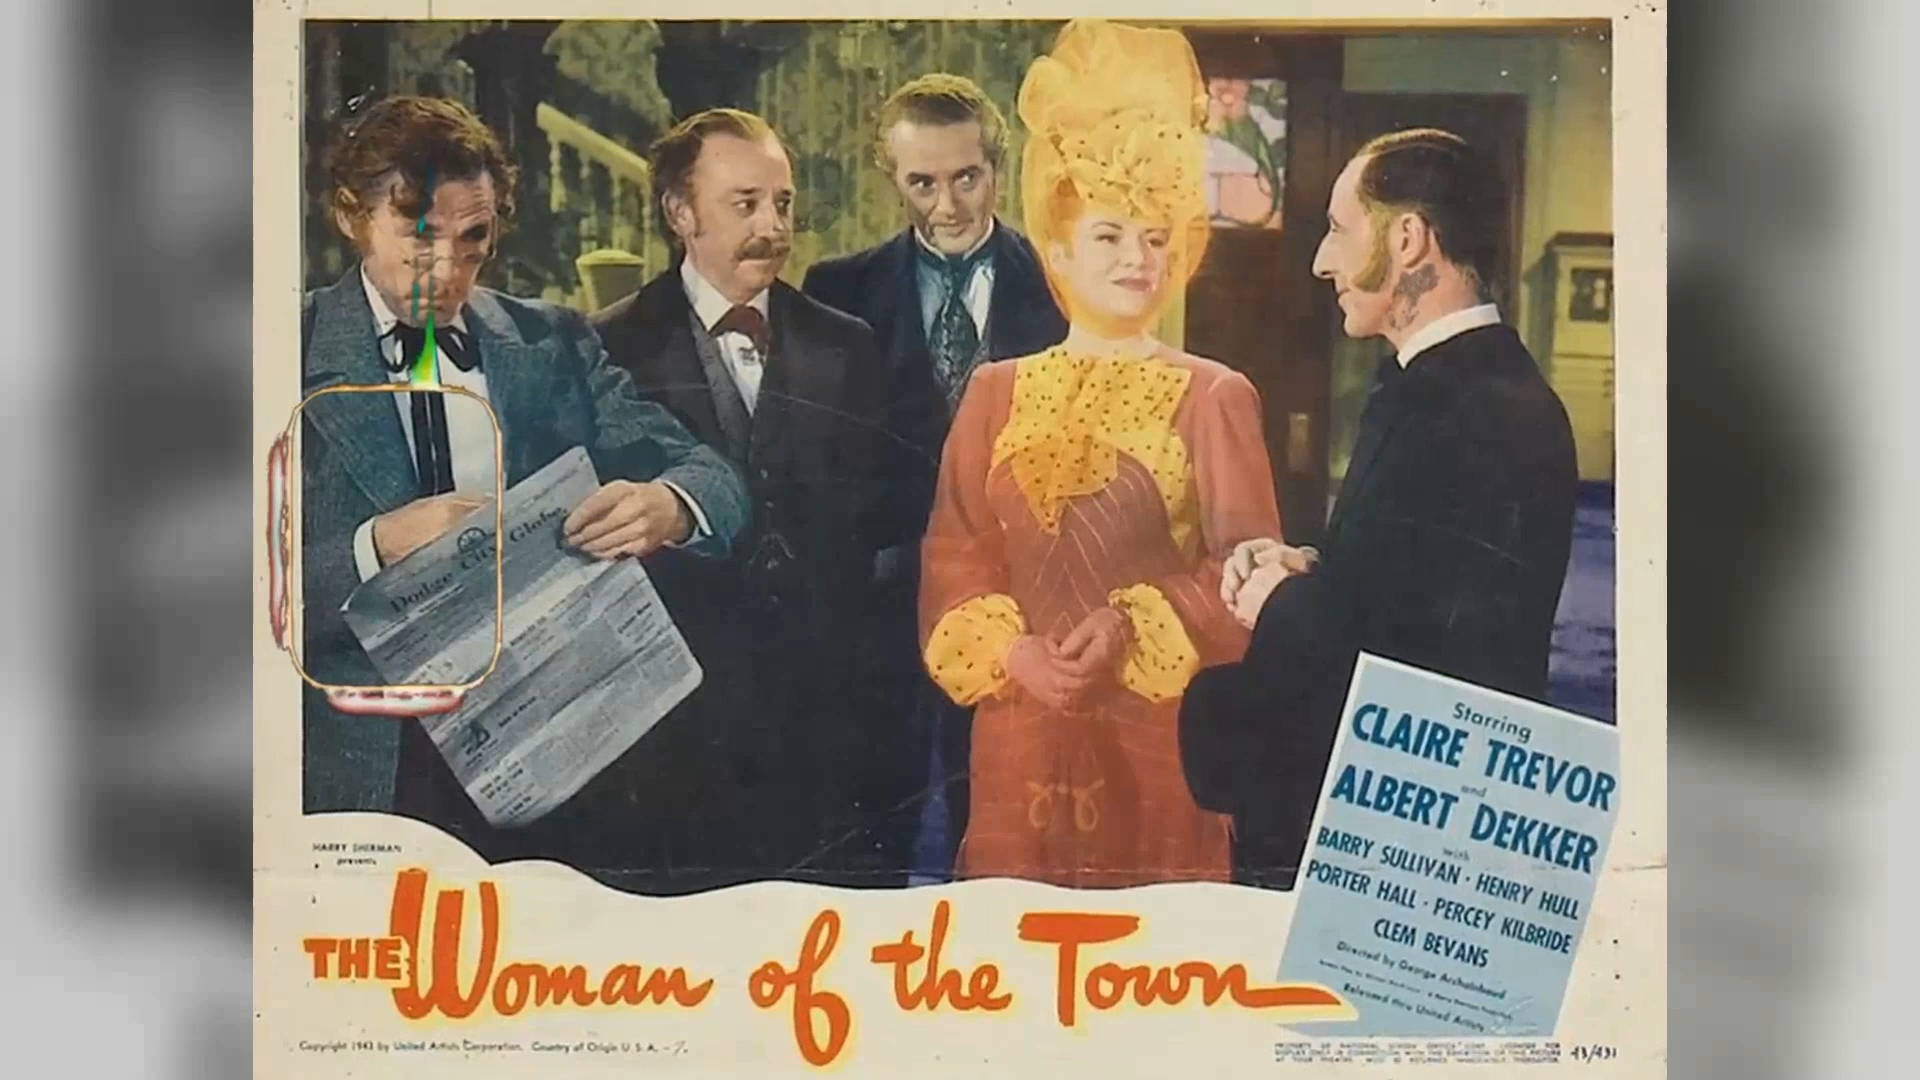 Dodge City Globe.
Starring
CLAIRE TREVOR
and
ALBERT DEKKER
with
BARRY SULLIVAN · HENRY HULL
PORTER HALL · PERCEY KILBRIDE
CLEM BEVANS
Directed by George Archainbaud
Released thru United Artists
HARRY SHERMAN
presents
THE Woman of the Town
Copyright 1943 by United Artists Corporation. Country of Origin U. S. A.
43/431